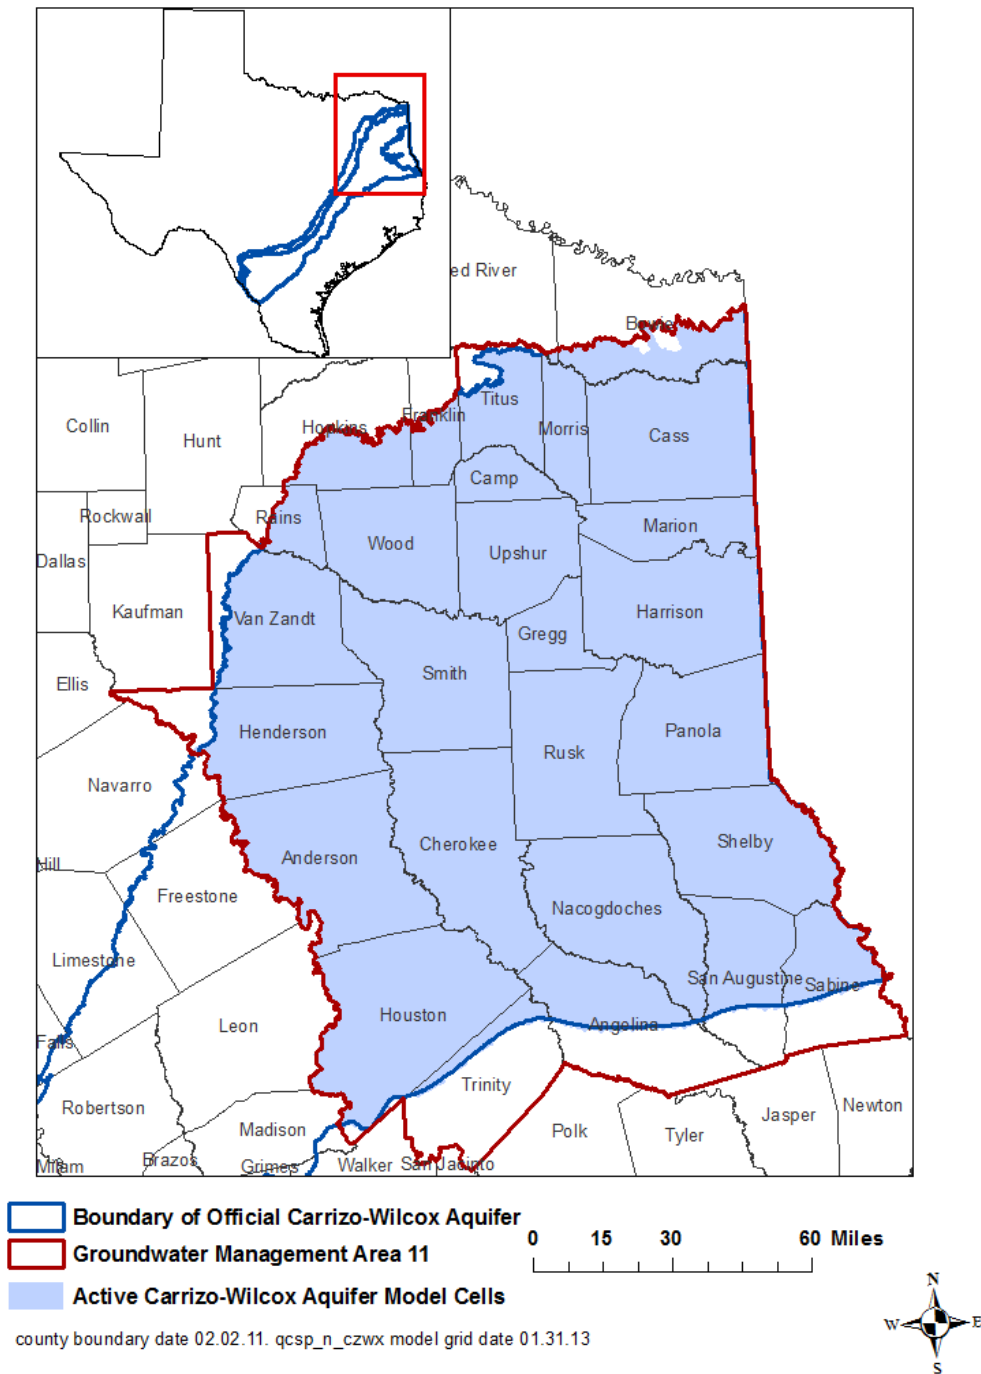 ed River
Bowie
Titus
Franklin
Hopkins
Collin
Hunt
Morris
Cass
Camp
Rockwall
Rains
Marion
Wood
Upshur
Dallas
Kaufman
Van Zandt
Harrison
Gregg
Smith
Ellis
Henderson
Panola
Rusk
Navarro
Shelby
Cherokee
Anderson
Hill
Freestone
Nacogdoches
Limestone
San Augustine
Sabine
Houston
Leon
Angelina
Falls
Trinity
Robertson
Newton
Jasper
Madison
Polk
Tyler
Milam
Brazos
Grimes
Walker
San Jacinto
Boundary of Official Carrizo-Wilcox Aquifer
Groundwater Management Area 11
Active Carrizo-Wilcox Aquifer Model Cells
0 15 30 60 Miles
county boundary date 02.02.11. qcsp_n_czwx model grid date 01.31.13
N
W E
S